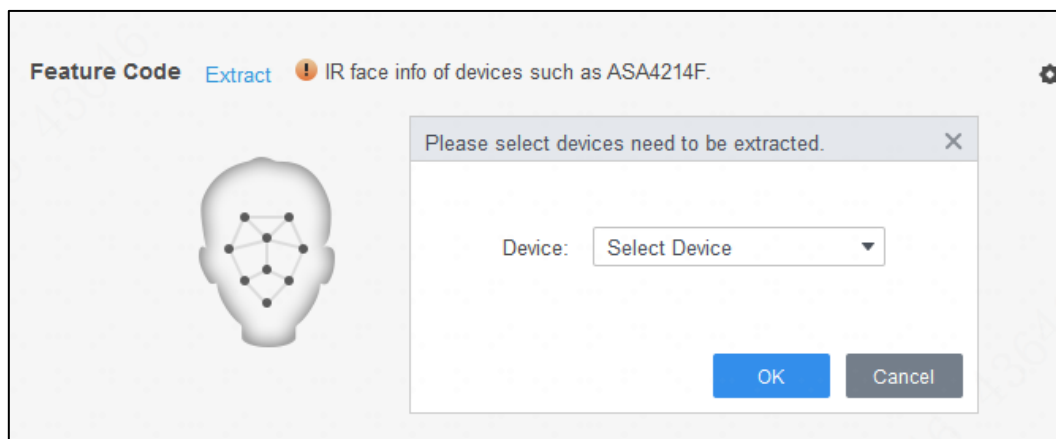 Feature Code Extract IR face info of devices such as ASA4214F.
Please select devices need to be extracted.
Device: Select Device
OK Cancel